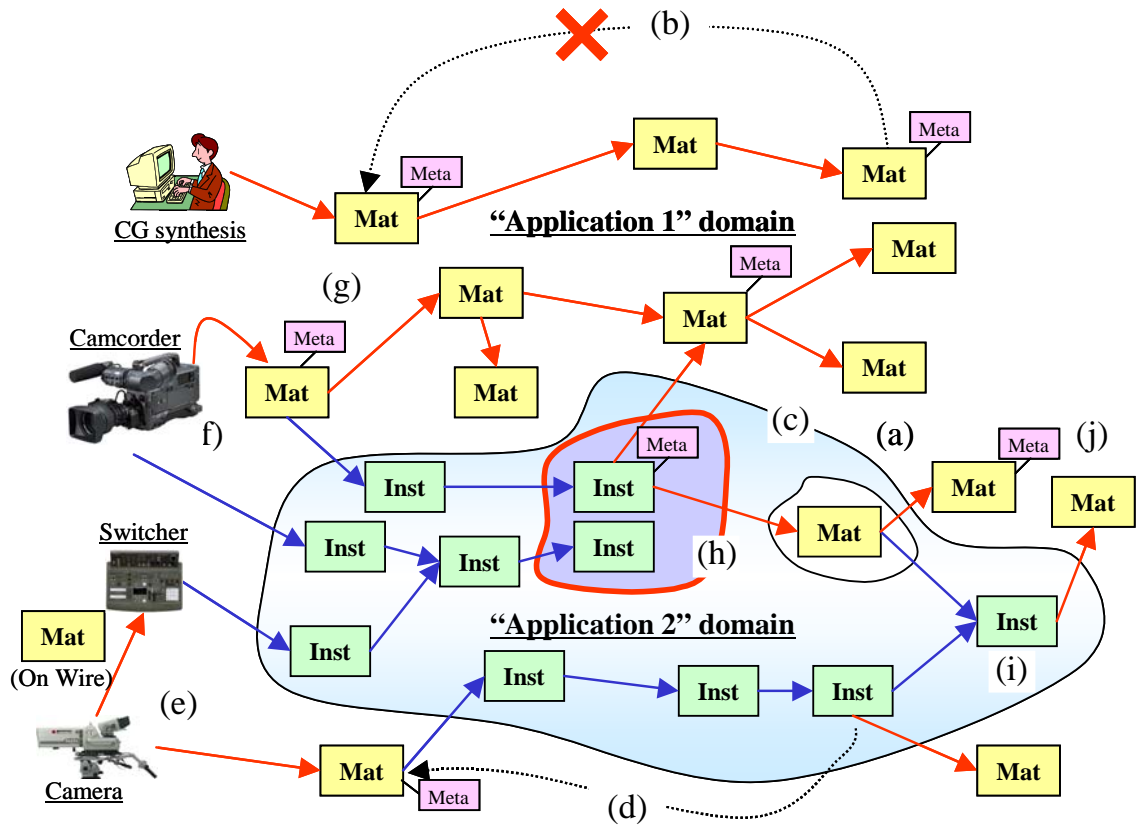 (b)
Meta
Mat
Meta
Mat
Mat
CG synthesis
“Application 1” domain
Mat
Meta
(g)
Mat
Mat
Camcorder
Meta
Mat
Mat
Mat
f)
(c)
(a)
Meta
(j)
Meta
Inst
Inst
Mat
Mat
Switcher
Inst
Inst
Inst
(h)
Mat
Mat
(On Wire)
Inst
“Application 2” domain
Inst
(i)
Inst
Inst
Inst
(e)
Mat
Meta
Mat
Camera
(d)